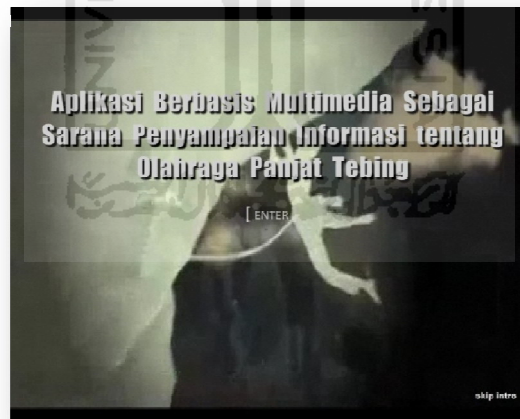 Aplikasi Berbasis Multimedia Sebagai
Sarana Penyampaian Informasi tentang
Olahraga Panjat Tebing
[ ENTER
skip intro